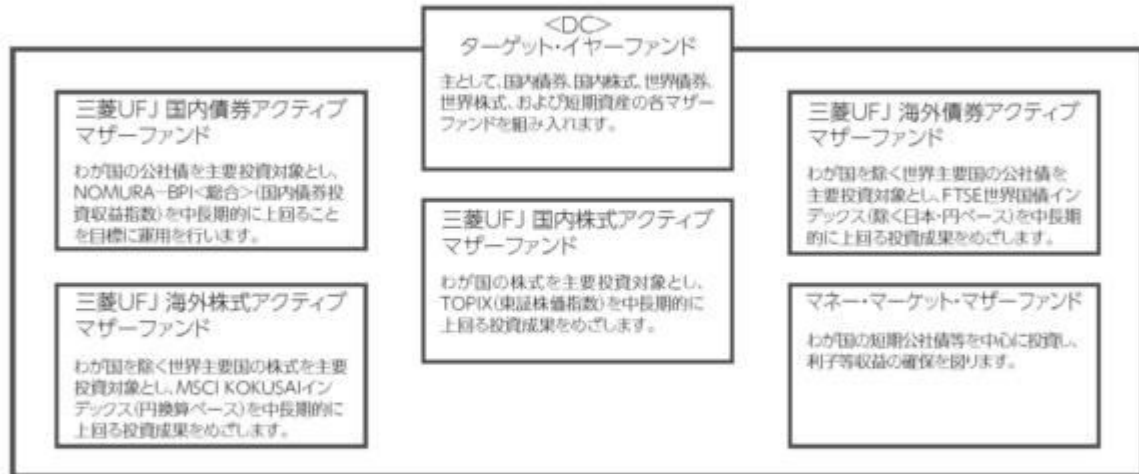 <DC>
ターゲット・イヤーファンド
主として、国内債券、国内株式、世界債券、
世界株式、および短期資産の各マザー
ファンドを組み入れます。
三菱UFJ 国内債券アクティブ
マザーファンド
わが国の公社債を主要投資対象とし、
NOMURA-BPI<総合>(国内債券投
資収益指数)を中長期的に上回ること
を目標に運用を行います。
三菱UFJ 海外債券アクティブ
マザーファンド
わが国を除く世界主要国の公社債を
主要投資対象とし、FTSE世界国債イン
デックス(除く日本・円ベース)を中長期
的に上回る投資成果をめざします。
三菱UFJ 国内株式アクティブ
マザーファンド
わが国の株式を主要投資対象とし、
TOPIX(東証株価指数)を中長期的に
上回る投資成果をめざします。
三菱UFJ 海外株式アクティブ
マザーファンド
わが国を除く世界主要国の株式を主要
投資対象とし、MSCI KOKUSAIイン
デックス(円換算ベース)を中長期的に
上回る投資成果をめざします。
マネー・マーケット・マザーファンド
わが国の短期公社債等を中心に投資し、
利子等収益の確保を図ります。